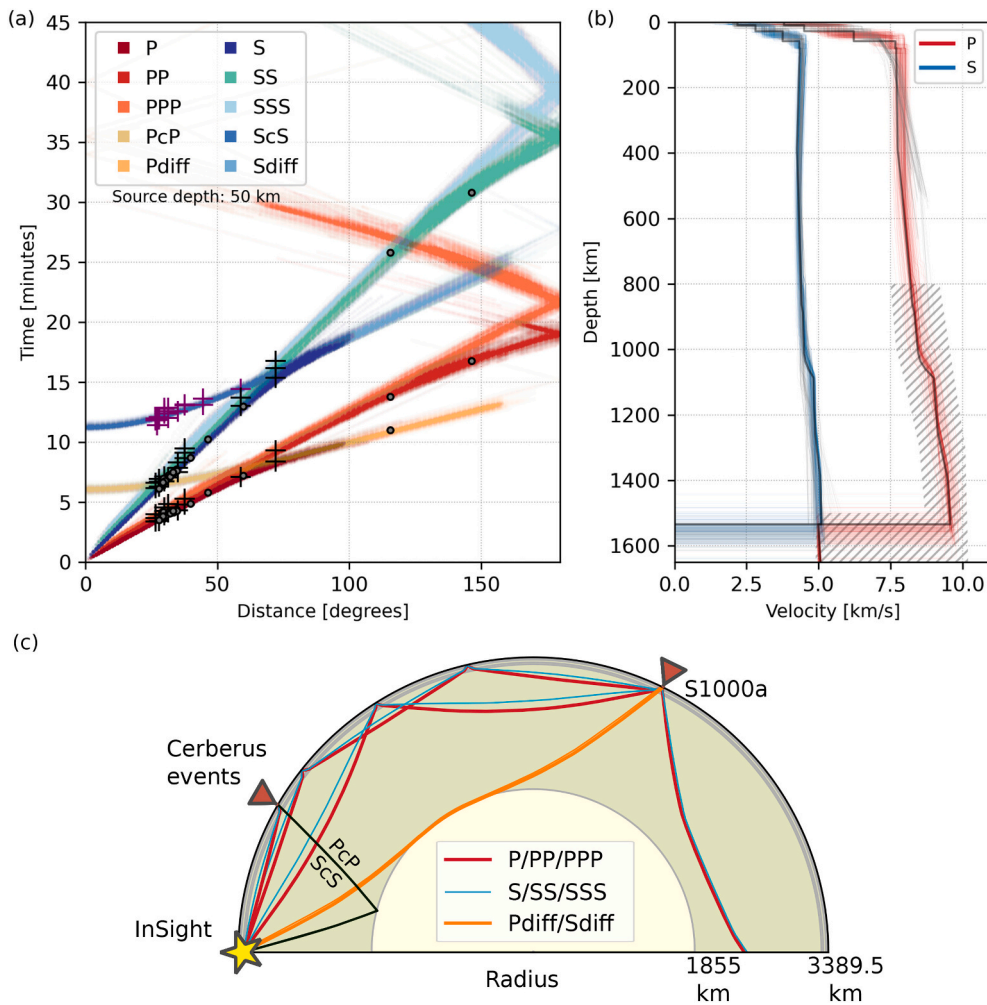 (a)
45
40
35
30
25
20
15
10
5
0
Time [minutes]
P
PP
PPP
PcP
Pdiff
S
SS
SSS
ScS
Sdiff
Source depth: 50 km
0
50
100
150
Distance [degrees]
(b)
0
200
400
600
800
1000
1200
1400
1600
Depth [km]
P
S
0.0
2.5
5.0
7.5
10.0
Velocity [km/s]
(c)
S1000a
Cerberus
events
PcP
ScS
P/PP/PPP
S/SS/SSS
Pdiff/Sdiff
InSight
Radius
1855
km
3389.5
km